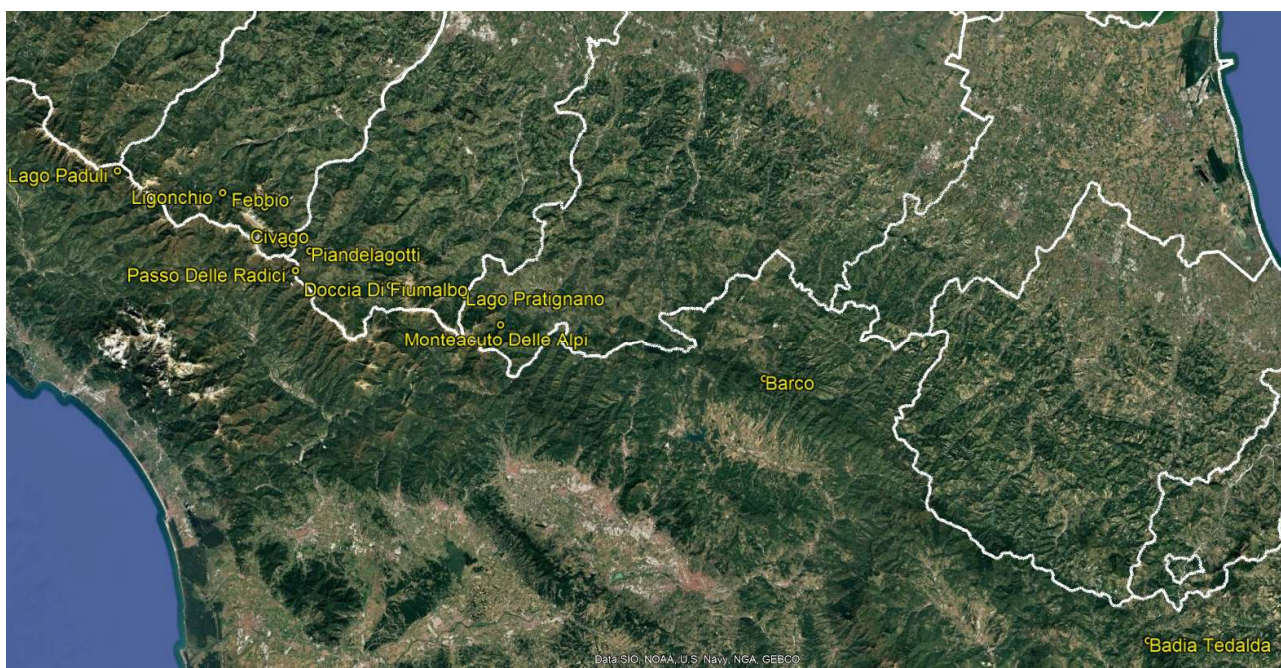 Lago Paduli
Ligonchio
Febbio
Civago
Piandelagotti
Passo Delle Radici
Doccia Di Fiumalbo
Lago Pratignano
Monteacuto Delle Alpi
Barco
Badia Tedalda
Data SIO, NOAA, U.S. Navy, NGA, GEBCO